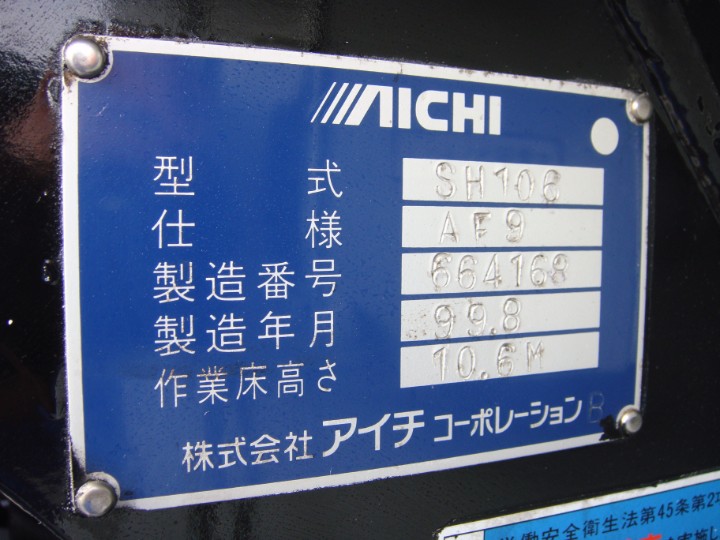 AICHI
型式 SH106
仕様 AF9
製造番号 664168
製造年月 99.8
作業床高さ 10.6M
株式会社 アイチ コーポレーション B
働安全衛生法第45条第2項